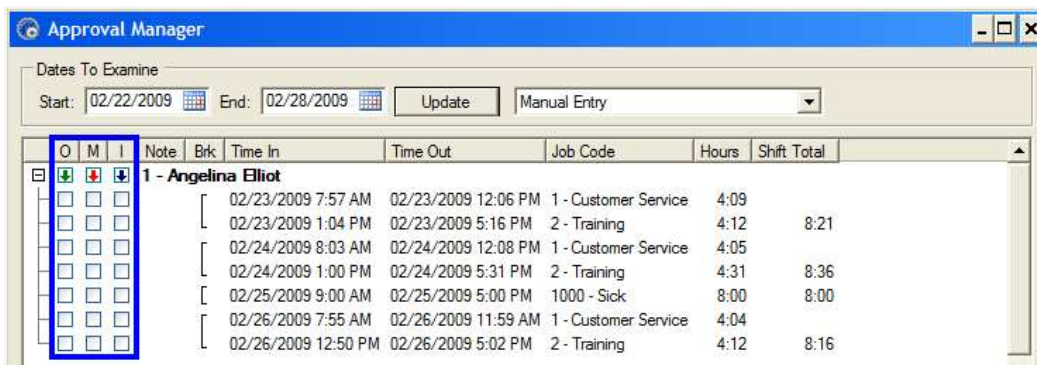 Approval Manager
Dates To Examine
Start: 02/22/2009 End: 02/28/2009 Update Manual Entry
O M I Note Brk Time In Time Out Job Code Hours Shift Total
1 - Angelina Elliot
02/23/2009 7:57 AM 02/23/2009 12:06 PM 1 - Customer Service 4:09
02/23/2009 1:04 PM 02/23/2009 5:16 PM 2 - Training 4:12 8:21
02/24/2009 8:03 AM 02/24/2009 12:08 PM 1 - Customer Service 4:05
02/24/2009 1:00 PM 02/24/2009 5:31 PM 2 - Training 4:31 8:36
02/25/2009 9:00 AM 02/25/2009 5:00 PM 1000 - Sick 8:00 8:00
02/26/2009 7:55 AM 02/26/2009 11:59 AM 1 - Customer Service 4:04
02/26/2009 12:50 PM 02/26/2009 5:02 PM 2 - Training 4:12 8:16